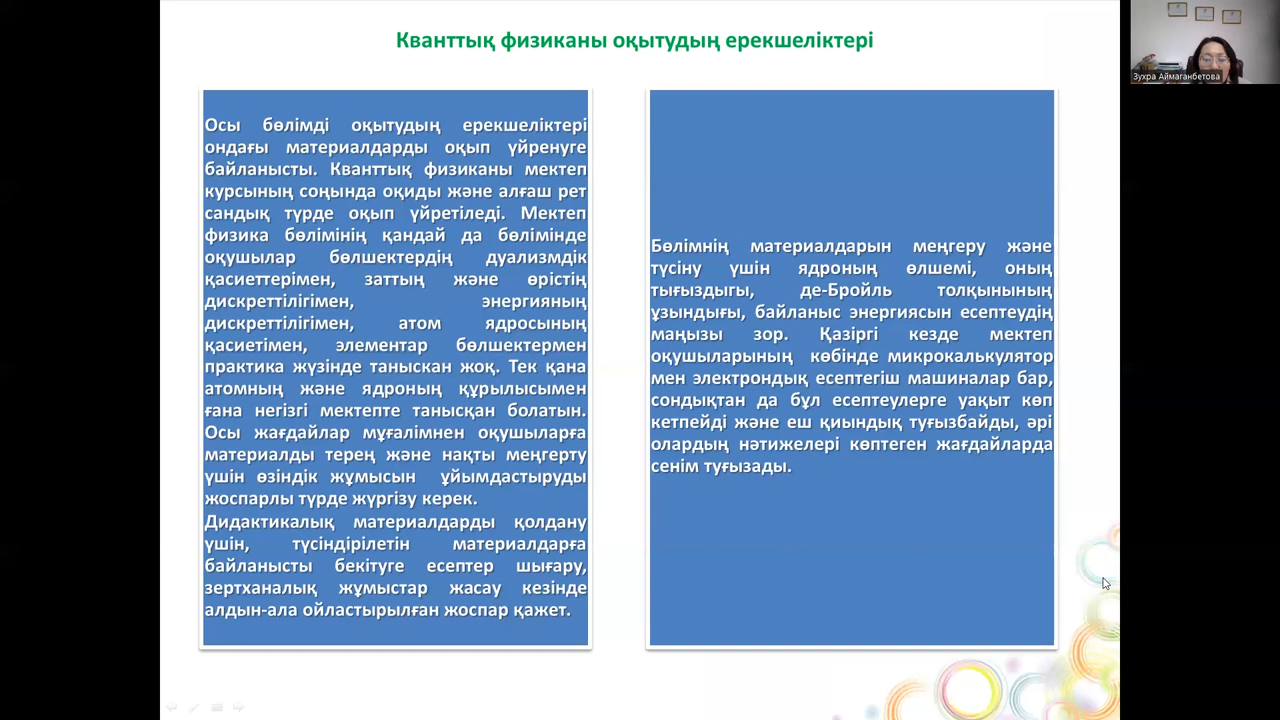 Кванттық физиканы оқытудың ерекшеліктері
Осы бөлімді оқытудың ерекшеліктері
ондағы материалдарды оқып үйренуге
байланысты. Кванттық физиканы мектеп
курсының соңында оқиды және алғаш рет
сандық түрде оқып үйретіледі. Мектеп
физика бөлімінің қандай да бөлімінде
оқушылар бөлшектердің дуализмдік
қасиеттерімен, заттың және өрістің
дискреттілігімен, энергияның
дискреттілігімен, атом ядросының
қасиетімен, элементар бөлшектермен
практика жүзінде таныскан жоқ. Тек қана
атомның және ядроның құрылысымен
ғана негізгі мектепте танысқан болатын.
Осы жағдайлар мұғалімнен оқушыларға
материалды терең және нақты меңгерту
үшін өзіндік жұмысын ұйымдастыруды
жоспарлы түрде жүргізу керек.
Дидактикалық материалдарды қолдану
үшін, түсіндірілетін материалдарға
байланысты бекітуге есептер шығару,
зертханалық жұмыстар жасау кезінде
алдын-ала ойластырылған жоспар қажет.
Бөлімнің материалдарын меңгеру және
түсіну үшін ядроның өлшемі, оның
тығыздыгы, де-Бройль толқынының
ұзындығы, байланыс энергиясын есептеудің
маңызы зор. Қазіргі кезде мектеп
оқушыларының көбінде микрокалькулятор
мен электрондық есептегіш машиналар бар,
сондықтан да бұл есептеулерге уақыт көп
кетпейді және еш қиындық туғызбайды, әрі
олардың нәтижелері көптеген жағдайларда
сенім туғызады.
Зухра Аймаганбетова